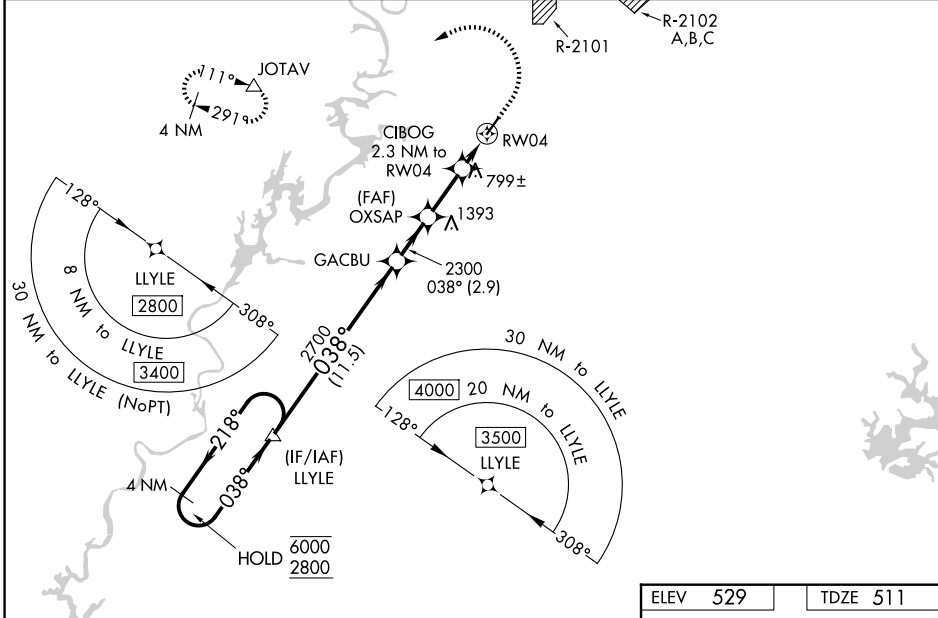 R-2102
A,B,C
R-2101
JOTAV
111°
291°
4 NM
CIBOG
2.3 NM to
RW04
RW04
799±
(FAF)
OXSAP
1393
GACBU
2300
038° (2.9)
128°
LLYLE
2800
308°
8 NM to LLYLE
3400
30 NM to LLYLE (NoPT)
2700
038°
(11.5)
30 NM to LLYLE
4000
20 NM to LLYLE
128°
3500
LLYLE
308°
218°
038°
(IF/IAF)
LLYLE
4 NM
HOLD
6000
2800
ELEV 529
TDZE 511